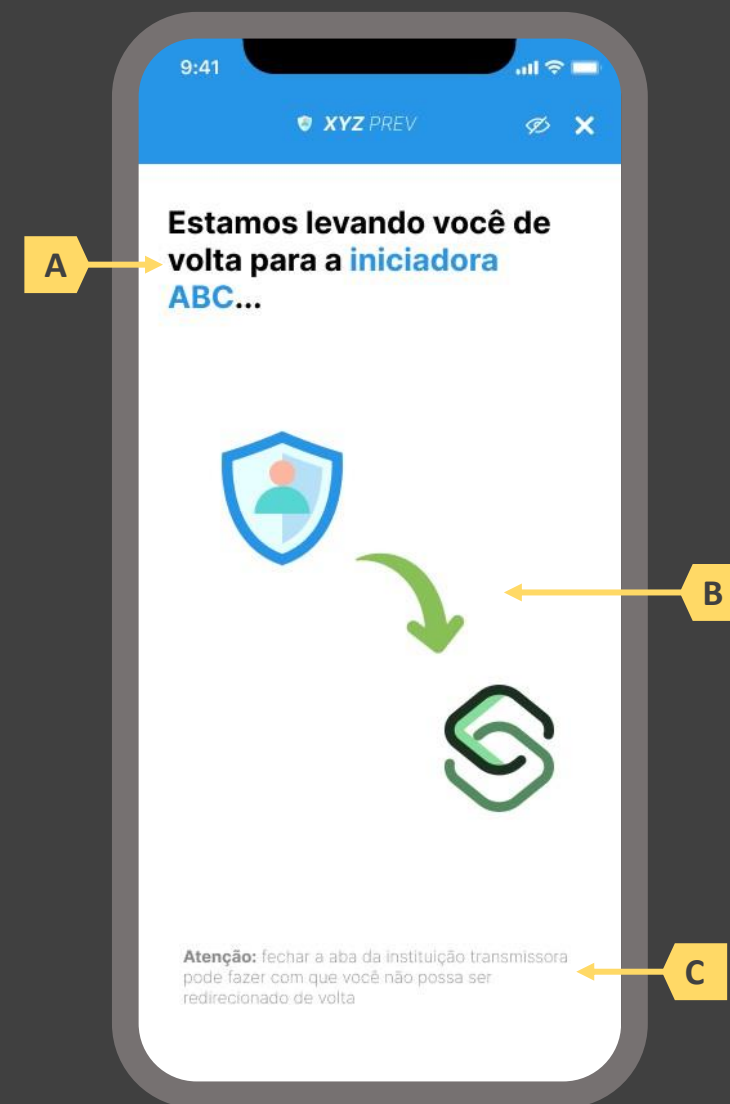 9:41
XYZ PREV
Estamos levando você de
volta para a iniciadora
ABC...
A
B
Atenção: fechar a aba da instituição transmissora
pode fazer com que você não possa ser
redirecionado de volta
C